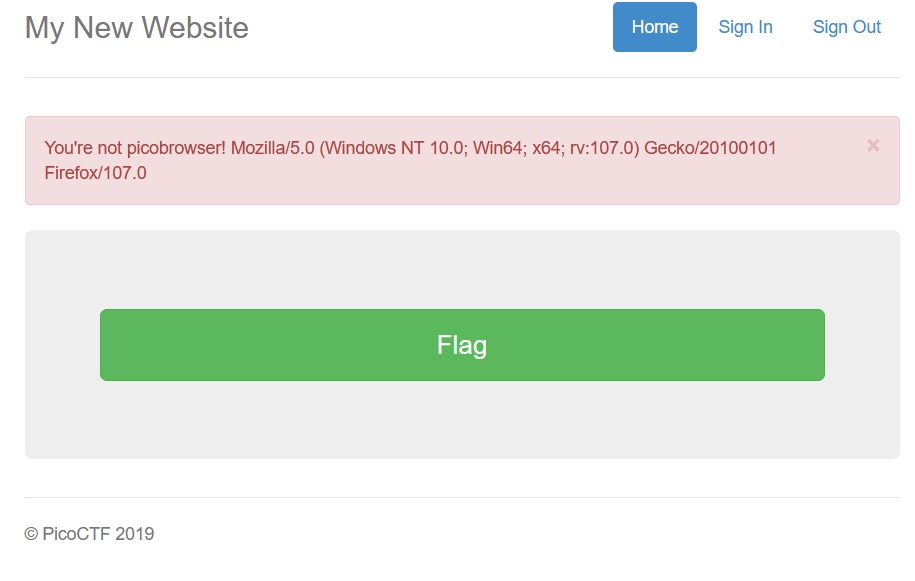 My New Website
Home
Sign In
Sign Out
You're not picobrowser! Mozilla/5.0 (Windows NT 10.0; Win64; x64; rv:107.0) Gecko/20100101
Firefox/107.0
×
Flag
© PicoCTF 2019